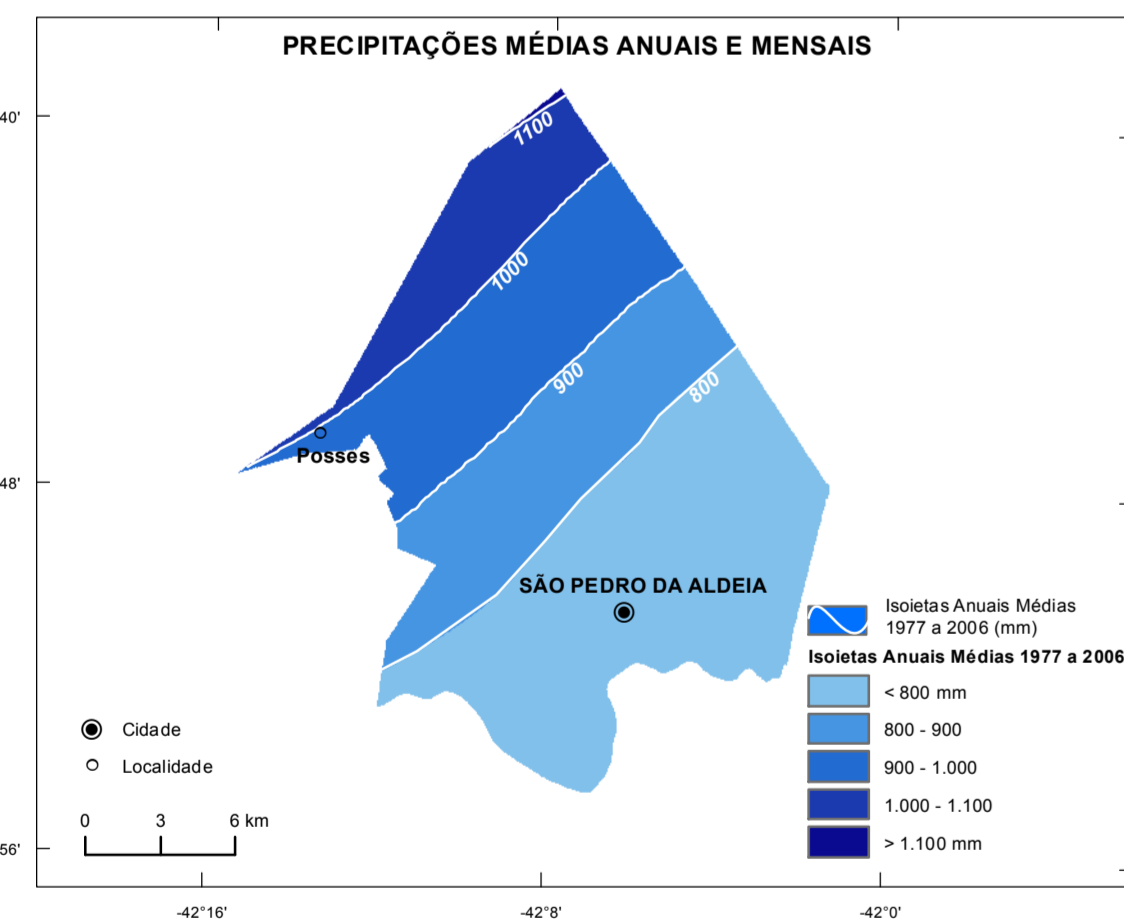 PRECIPITAÇÕES MÉDIAS ANUAIS E MENSAIS
40'
1100
1000
900
800
Posses
48'
SÃO PEDRO DA ALDEIA
Isoietas Anuais Médias
1977 a 2006 (mm)
Isoietas Anuais Médias 1977 a 2006
< 800 mm
800 - 900
900 - 1.000
1.000 - 1.100
> 1.100 mm
Cidade
Localidade
0 3 6 km
56'
-42°16' -42°8' -42°0'